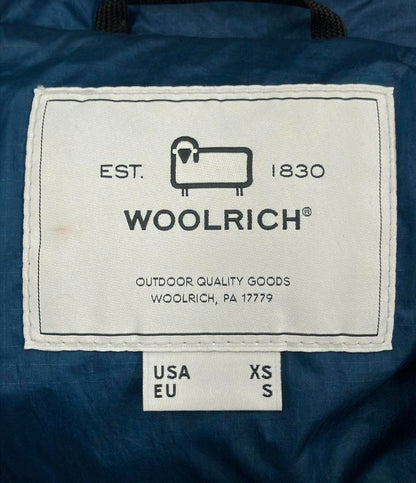 EST. 1830
WOOLRICH®
OUTDOOR QUALITY GOODS
WOOLRICH, PA 17779
USA XS
EU S